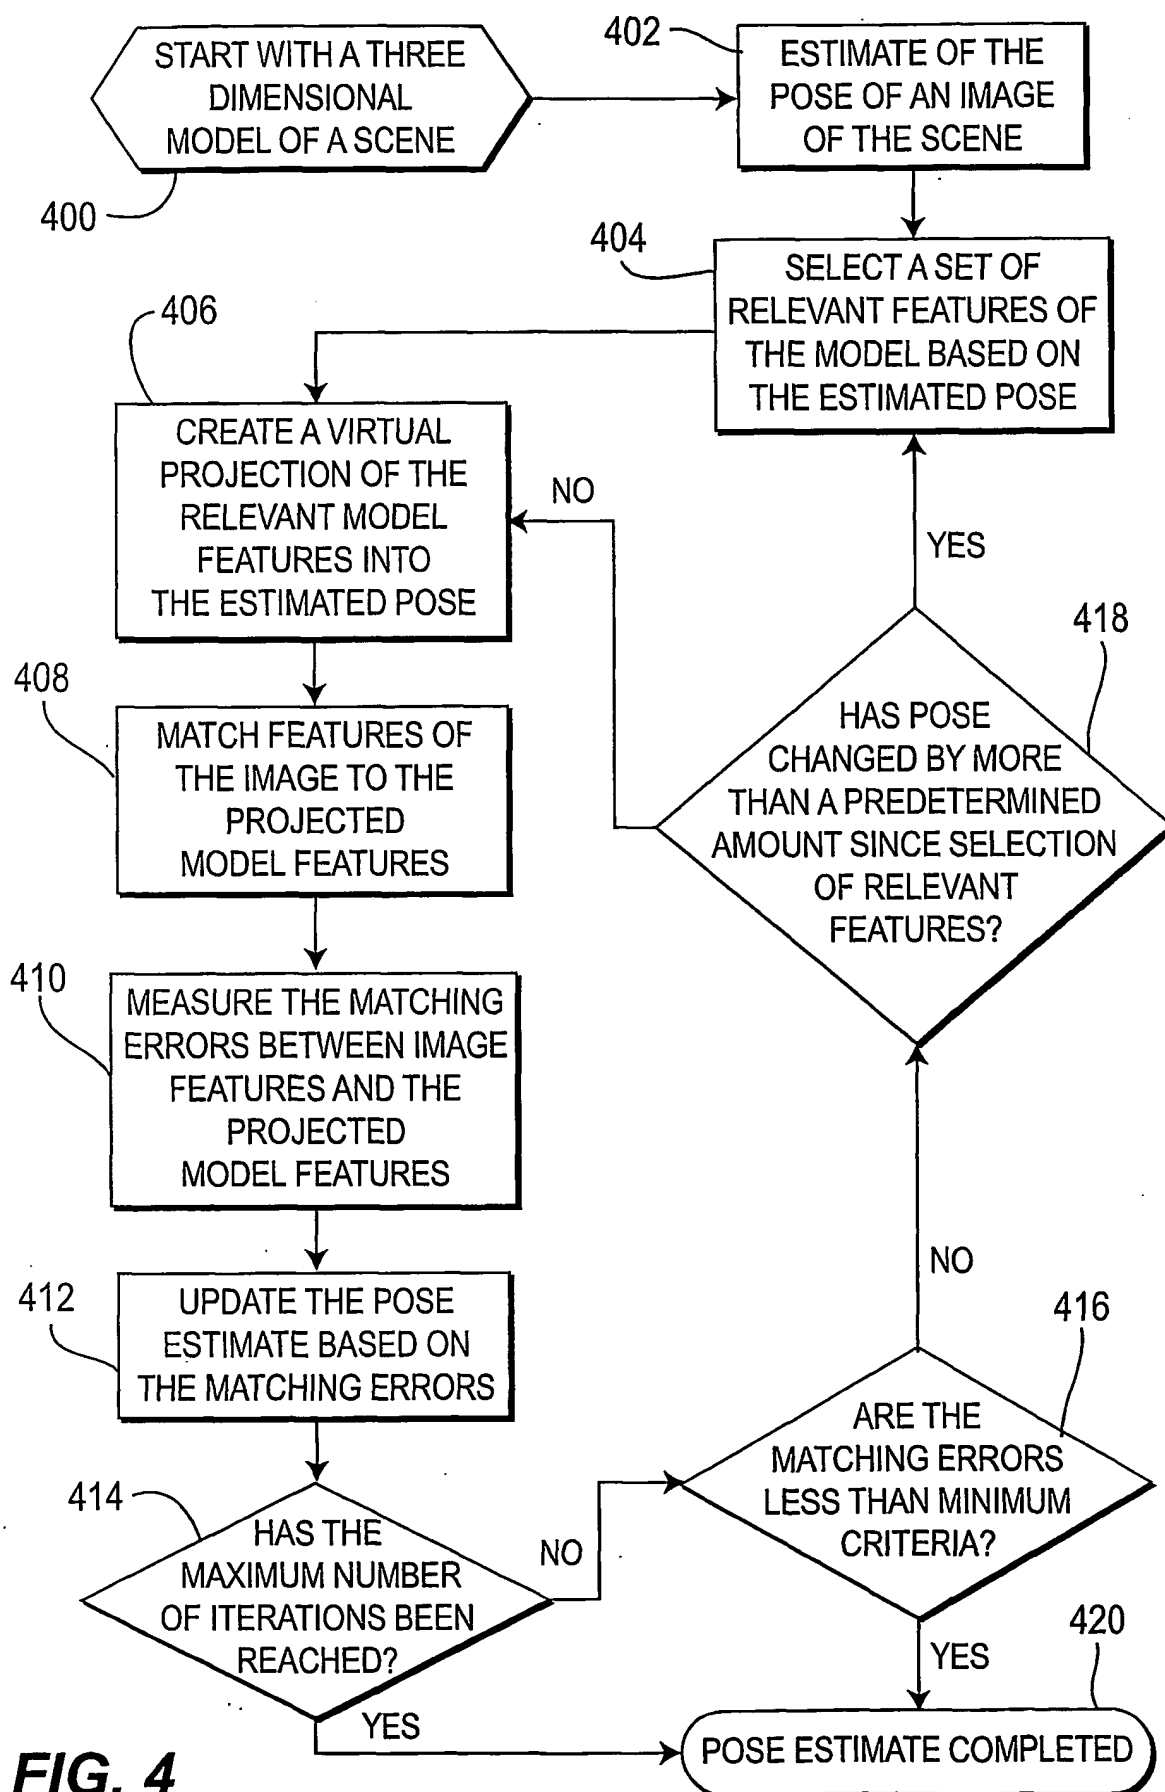 START WITH A THREE
DIMENSIONAL
MODEL OF A SCENE
400
402
ESTIMATE OF THE
POSE OF AN IMAGE
OF THE SCENE
404
SELECT A SET OF
RELEVANT FEATURES OF
THE MODEL BASED ON
THE ESTIMATED POSE
406
CREATE A VIRTUAL
PROJECTION OF THE
RELEVANT MODEL
FEATURES INTO
THE ESTIMATED POSE
NO
YES
408
MATCH FEATURES OF
THE IMAGE TO THE
PROJECTED
MODEL FEATURES
418
HAS POSE
CHANGED BY MORE
THAN A PREDETERMINED
AMOUNT SINCE SELECTION
OF RELEVANT
FEATURES?
410
MEASURE THE MATCHING
ERRORS BETWEEN IMAGE
FEATURES AND THE
PROJECTED
MODEL FEATURES
412
UPDATE THE POSE
ESTIMATE BASED ON
THE MATCHING ERRORS
NO
416
ARE THE
MATCHING ERRORS
LESS THAN MINIMUM
CRITERIA?
414
HAS THE
MAXIMUM NUMBER
OF ITERATIONS BEEN
REACHED?
NO
YES
YES
420
POSE ESTIMATE COMPLETED
FIG. 4